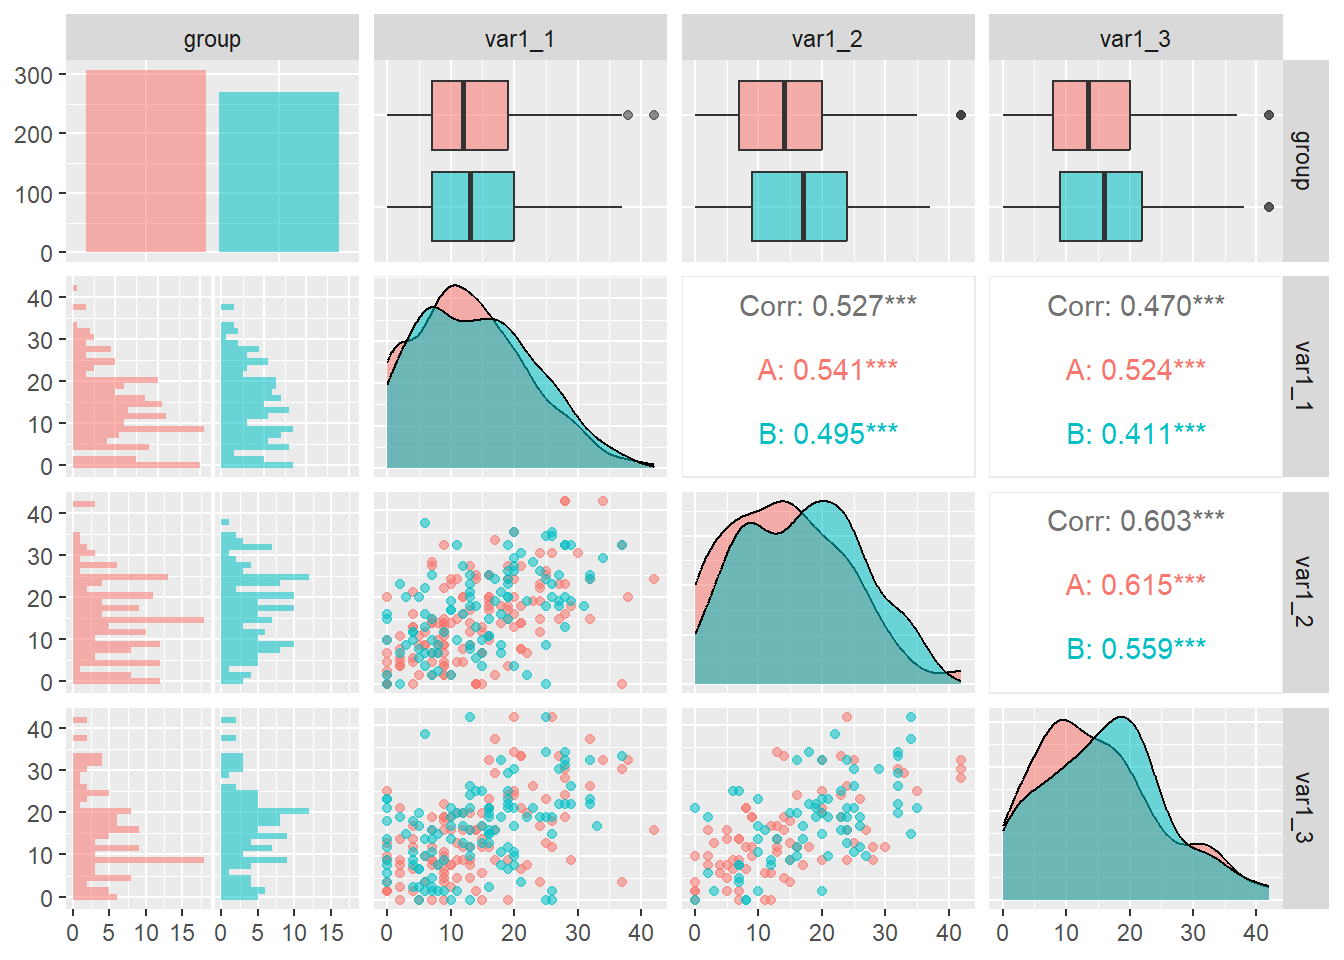 group var1_1 var1_2 var1_3
300
200
100
0
group
40
30
20
10
0
Corr: 0.527***
A: 0.541***
B: 0.495***
Corr: 0.470***
A: 0.524***
B: 0.411***
var1_1
40
30
20
10
0
Corr: 0.603***
A: 0.615***
B: 0.559***
var1_2
40
30
20
10
0
var1_3
0 5 10 15 0 5 10 15 0 10 20 30 40 0 10 20 30 40 0 10 20 30 40